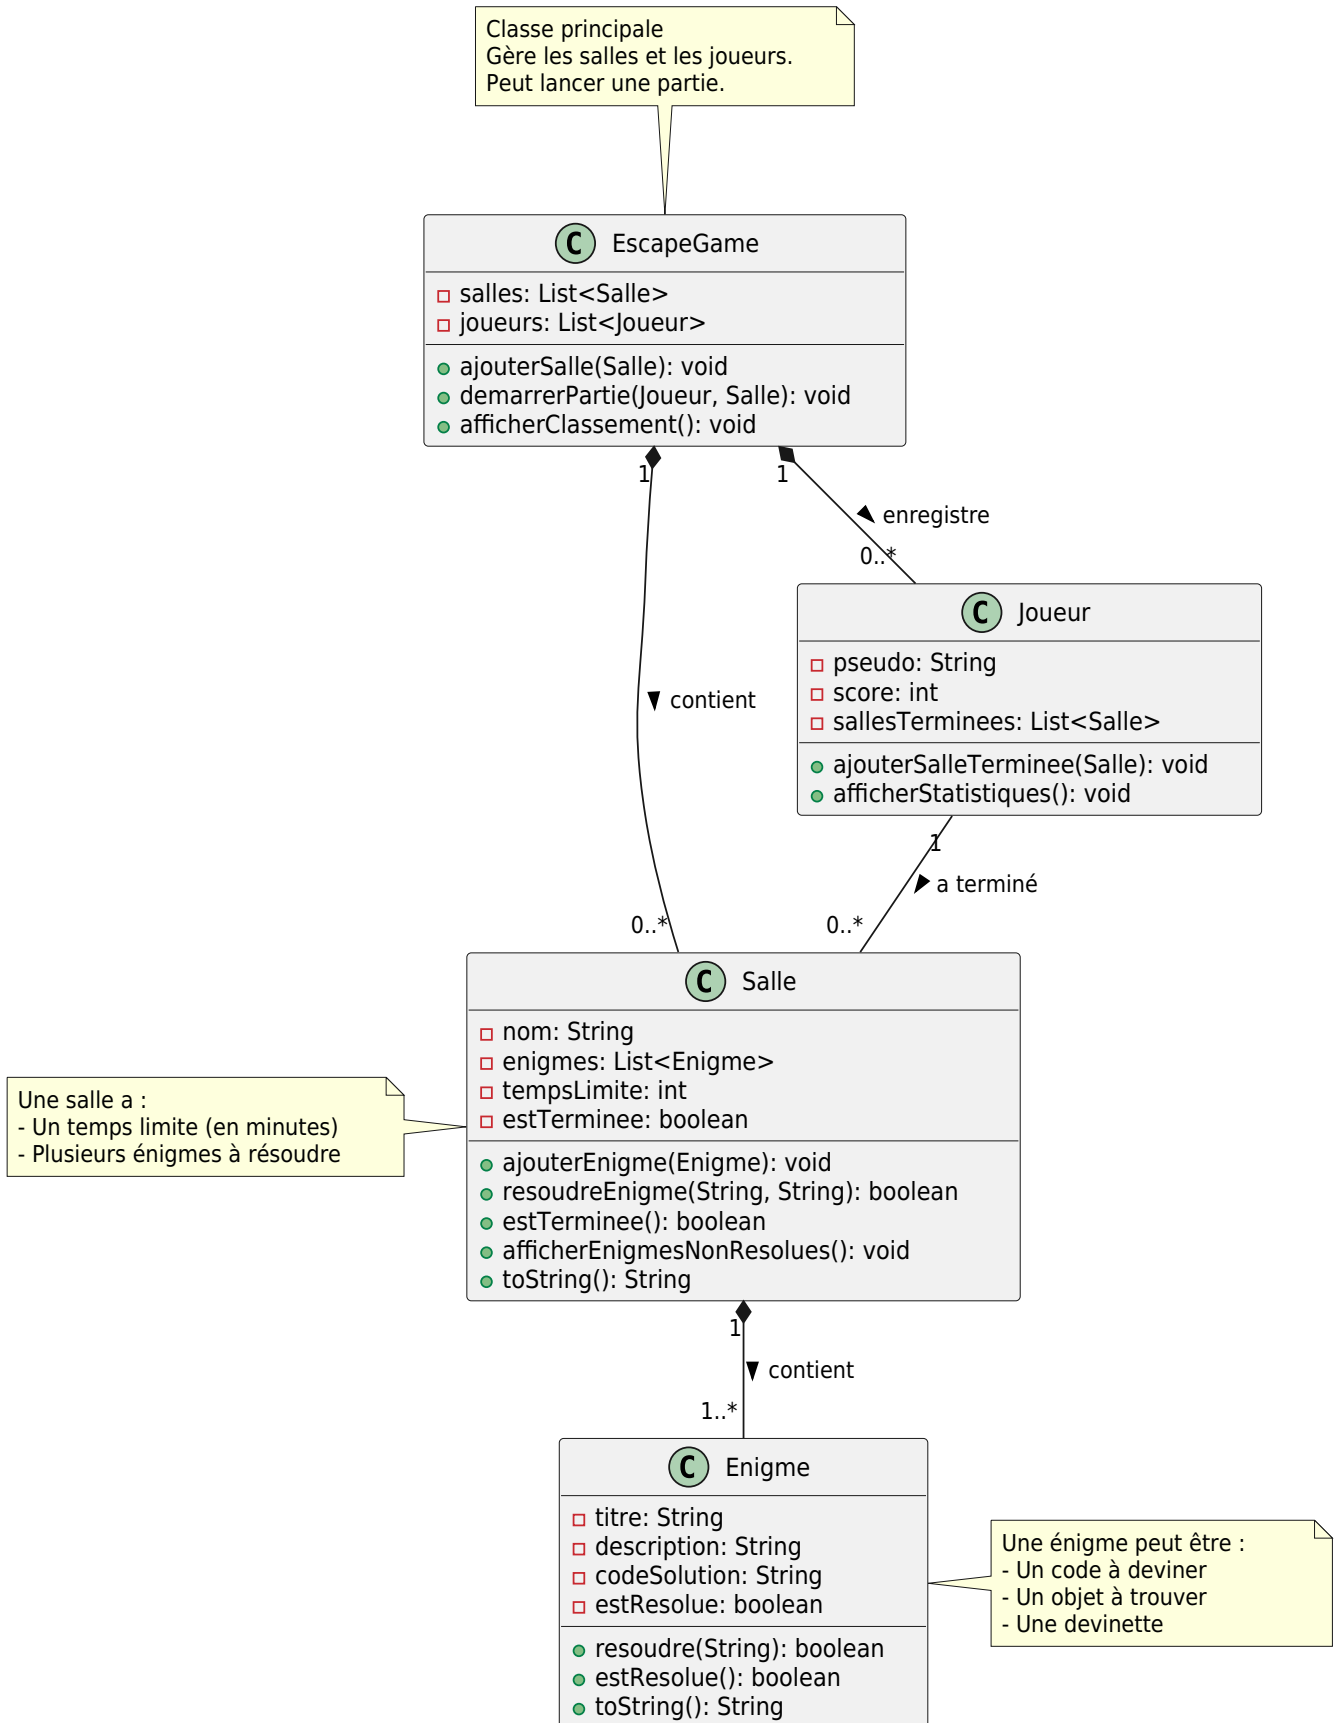 Classe principale
Gère les salles et les joueurs.
Peut lancer une partie.
C EscapeGame
salles: List<Salle>
joueurs: List<Joueur>
ajouterSalle(Salle): void
demarrerPartie(Joueur, Salle): void
afficherClassement(): void
1
1
enregistre
0..*
C Joueur
pseudo: String
score: int
sallesTerminees: List<Salle>
ajouterSalleTerminee(Salle): void
afficherStatistiques(): void
contient
1
a terminé
0..*
0..*
C Salle
nom: String
enigmes: List<Enigme>
tempsLimite: int
estTerminee: boolean
ajouterEnigme(Enigme): void
resoudreEnigme(String, String): boolean
estTerminee(): boolean
afficherEnigmesNonResolues(): void
toString(): String
Une salle a :
- Un temps limite (en minutes)
- Plusieurs énigmes à résoudre
1
contient
1..*
C Enigme
titre: String
description: String
codeSolution: String
estResolue: boolean
resoudre(String): boolean
estResolue(): boolean
toString(): String
Une énigme peut être :
- Un code à deviner
- Un objet à trouver
- Une devinette